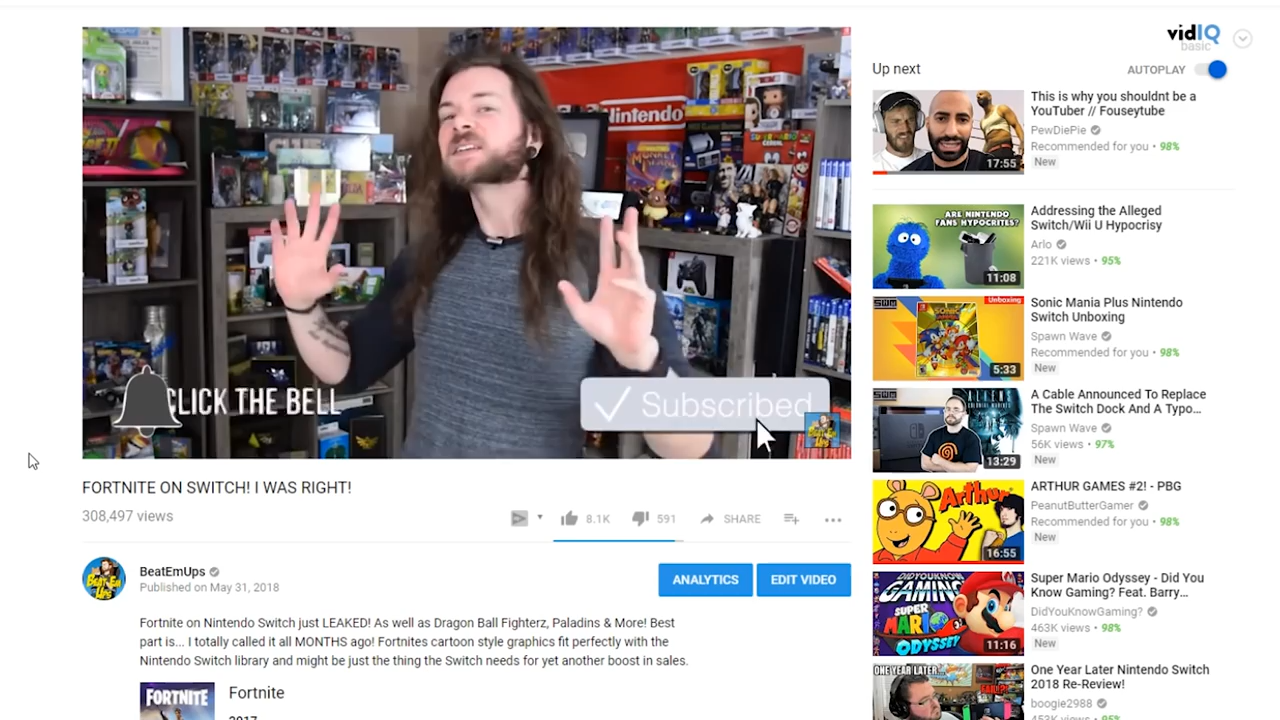 vidIQ
basic
Up next
AUTOPLAY
Nintendo
CLICK THE BELL
Subscribed
FORTNITE ON SWITCH! I WAS RIGHT!
308,497 views
8.1K
591
SHARE
BeatEmUps
Published on May 31, 2018
ANALYTICS
EDIT VIDEO
Fortnite on Nintendo Switch just LEAKED! As well as Dragon Ball Fighterz, Paladins & More! Best
part is... I totally called it all MONTHS ago! Fortnites cartoon style graphics fit perfectly with the
Nintendo Switch library and might be just the thing the Switch needs for yet another boost in sales.
FORTNITE
Fortnite
2017
17:55
This is why you shouldnt be a
YouTuber // Fouseytube
PewDiePie
Recommended for you • 98%
New
ARE NINTENDO
FANS HYPOCRITES?
11:08
Addressing the Alleged
Switch/Wii U Hypocrisy
Arlo
221K views • 95%
SWM
Unboxing
SONIC
5:33
Sonic Mania Plus Nintendo
Switch Unboxing
Spawn Wave
Recommended for you • 98%
New
SWM
ALIENS
13:29
A Cable Announced To Replace
The Switch Dock And A Typo...
Spawn Wave
56K views • 97%
New
Arthur
16:55
ARTHUR GAMES #2! - PBG
PeanutButterGamer
Recommended for you • 98%
New
DIDYOUKNOW
GAMING
SUPER
MARIO
ODYSSEY
11:16
Super Mario Odyssey - Did You
Know Gaming? Feat. Barry...
DidYouKnowGaming?
463K views • 98%
New
ONE YEAR LATER...
FAIL?!
One Year Later Nintendo Switch
2018 Re-Review!
boogie2988
453K views • 95%